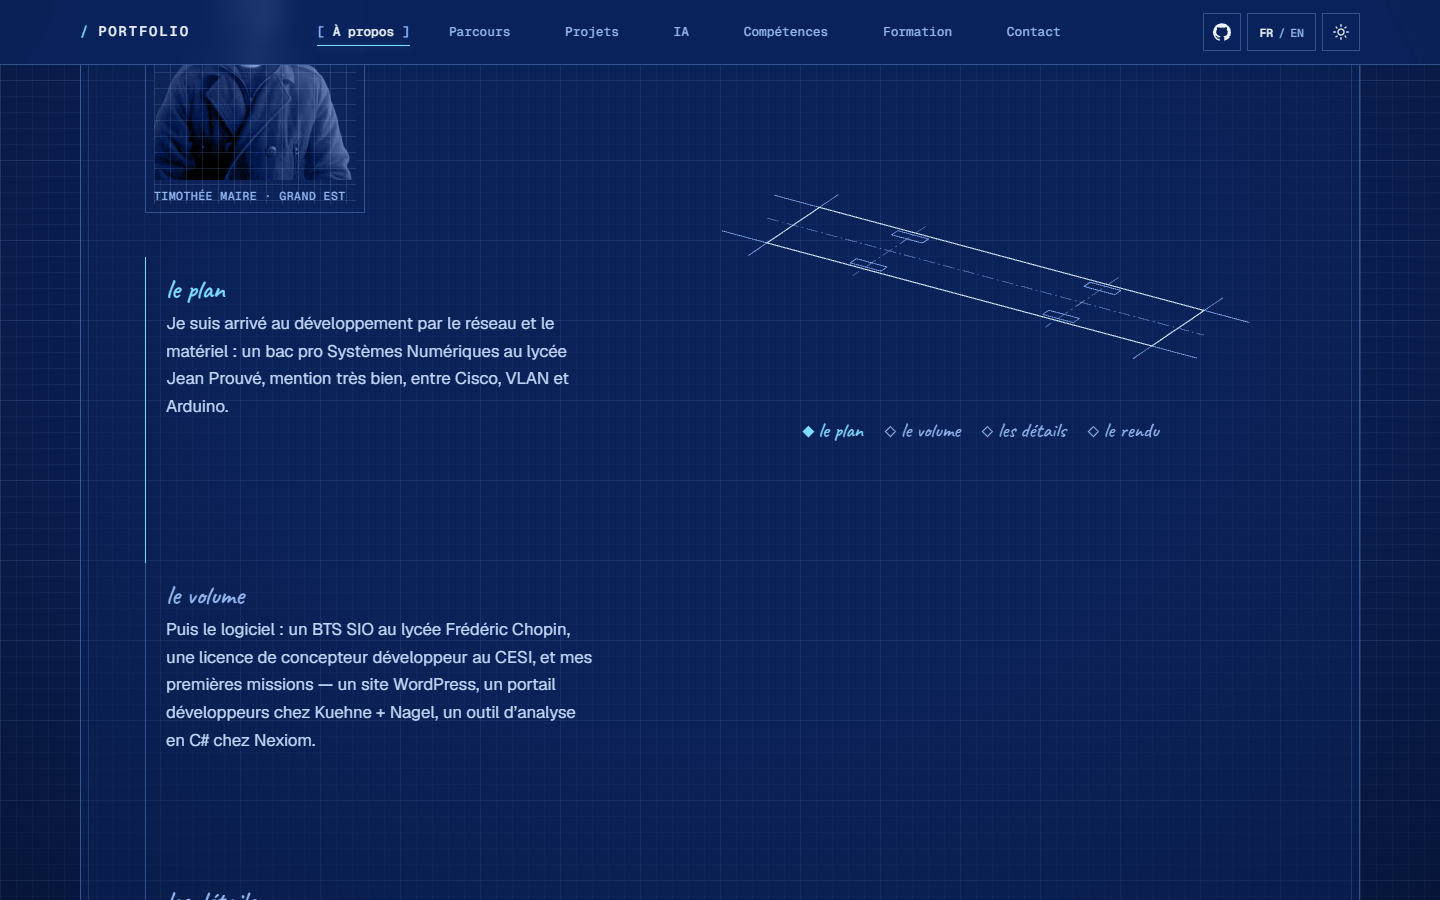 / PORTFOLIO
[ À propos ]
Parcours
Projets
IA
Compétences
Formation
Contact
FR / EN
TIMOTHÉE MAIRE · GRAND EST
le plan
Je suis arrivé au développement par le réseau et le
matériel : un bac pro Systèmes Numériques au lycée
Jean Prouvé, mention très bien, entre Cisco, VLAN et
Arduino.
le plan
le volume
les détails
le rendu
le volume
Puis le logiciel : un BTS SIO au lycée Frédéric Chopin,
une licence de concepteur développeur au CESI, et mes
premières missions — un site WordPress, un portail
développeurs chez Kuehne + Nagel, un outil d’analyse
en C# chez Nexiom.